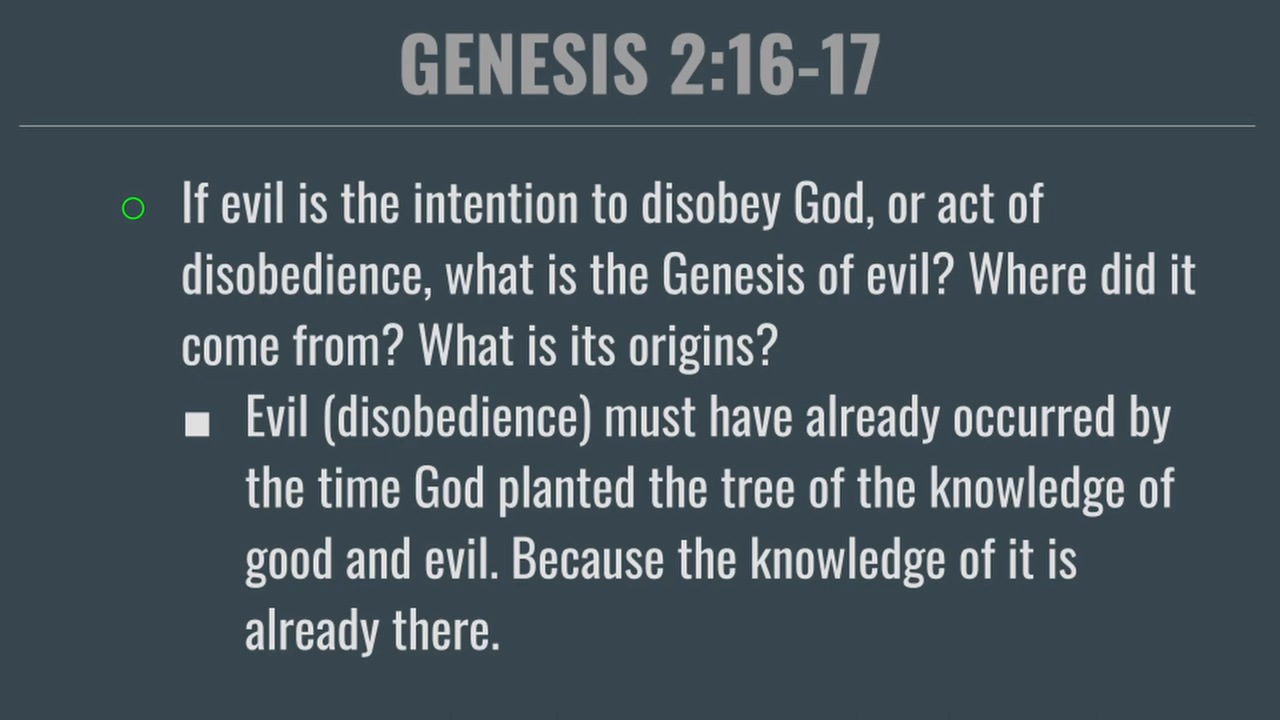 GENESIS 2:16-17
If evil is the intention to disobey God, or act of
disobedience, what is the Genesis of evil? Where did it
come from? What is its origins?
Evil (disobedience) must have already occurred by
the time God planted the tree of the knowledge of
good and evil. Because the knowledge of it is
already there.